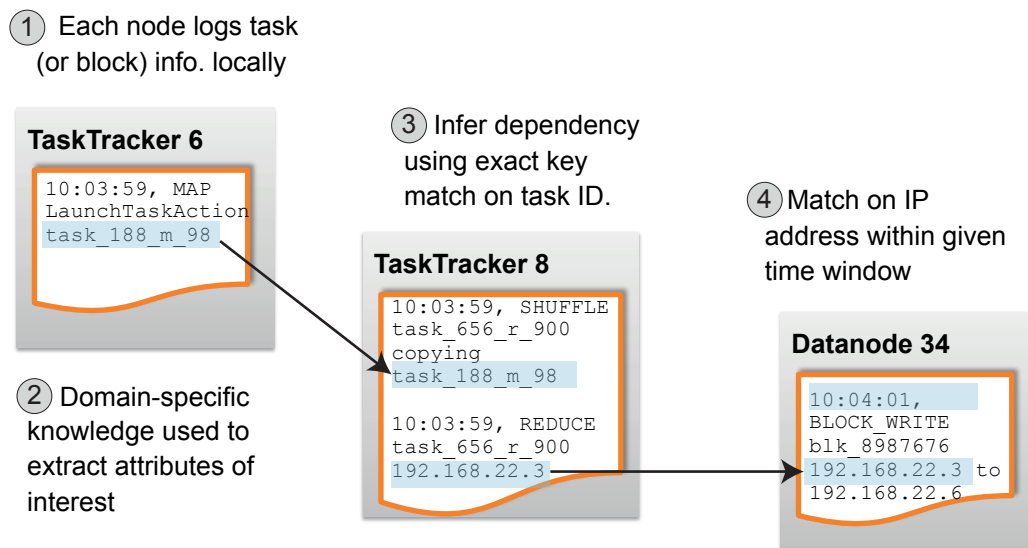 1 Each node logs task
(or block) info. locally
TaskTracker 6
10:03:59, MAP
LaunchTaskAction
task_188_m_98
2 Domain-specific
knowledge used to
extract attributes of
interest
3 Infer dependency
using exact key
match on task ID.
TaskTracker 8
10:03:59, SHUFFLE
task_656_r_900
copying
task_188_m_98
10:03:59, REDUCE
task_656_r_900
192.168.22.3
4 Match on IP
address within given
time window
Datanode 34
10:04:01,
BLOCK_WRITE
blk_8987676
192.168.22.3 to
192.168.22.6